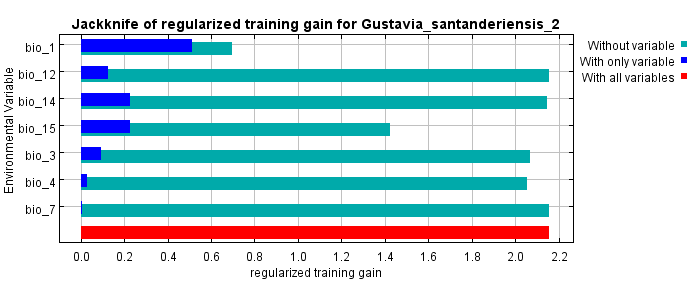 Jackknife of regularized training gain for Gustavia_santanderiensis_2
Environmental Variable
bio_1
bio_12
bio_14
bio_15
bio_3
bio_4
bio_7
0.0 0.2 0.4 0.6 0.8 1.0 1.2 1.4 1.6 1.8 2.0 2.2
regularized training gain
Without variable
With only variable
With all variables